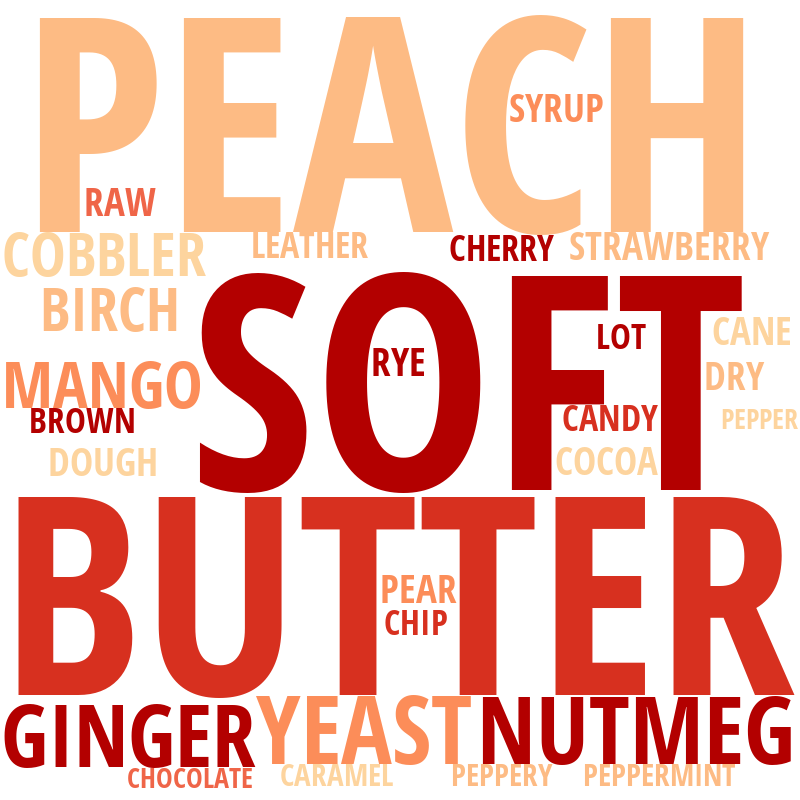 PEACH
SYRUP
RAW
COBBLER
LEATHER
CHERRY
STRAWBERRY
BIRCH
SOFT
LOT
CANE
RYE
MANGO
DRY
BROWN
CANDY
PEPPER
DOUGH
COCOA
BUTTER
PEAR
CHIP
GINGER
YEAST
NUTMEG
CHOCOLATE
CARAMEL
PEPPERY
PEPPERMINT